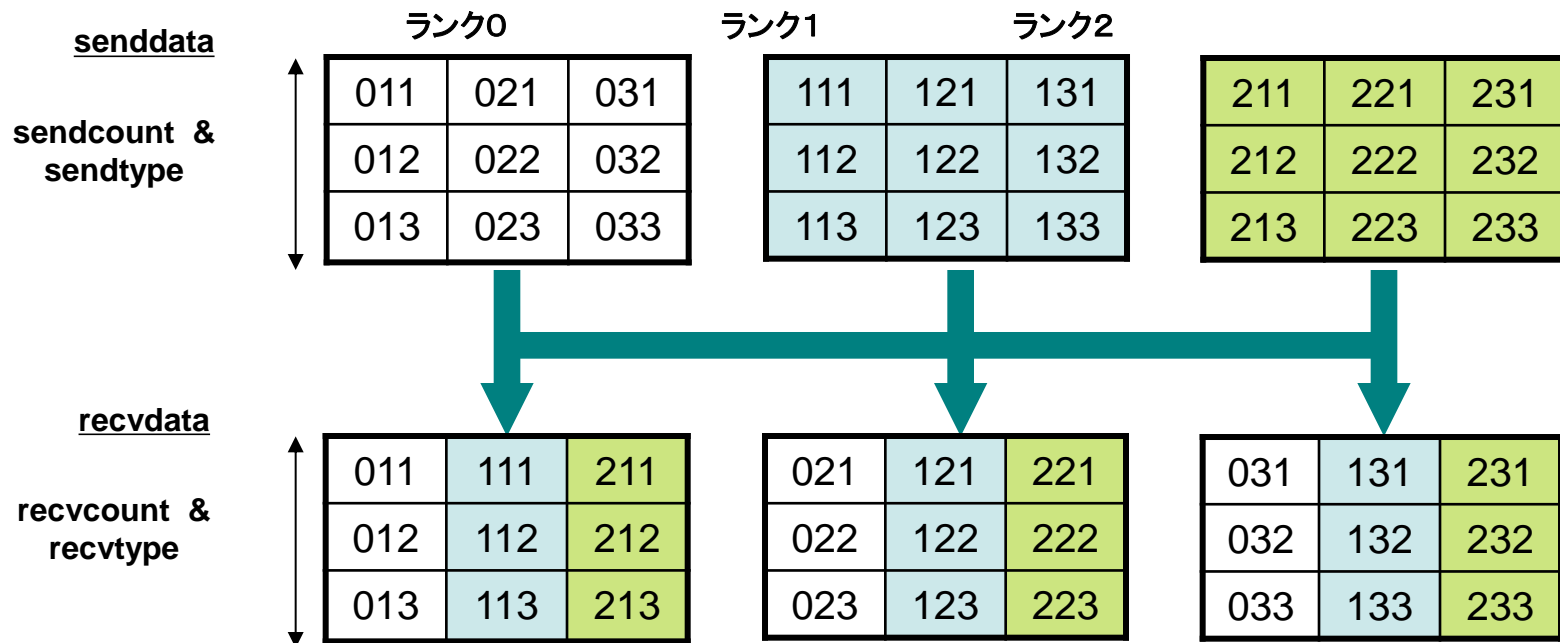 senddata
ランク0 ランク1 ランク2
sendcount & sendtype
011 021 031 111 121 131 211 221 231
012 022 032 112 122 132 212 222 232
013 023 033 113 123 133 213 223 233
recvdata
recvcount & recvtype
011 111 211 021 121 221 031 131 231
012 112 212 022 122 222 032 132 232
013 113 213 023 123 223 033 133 233